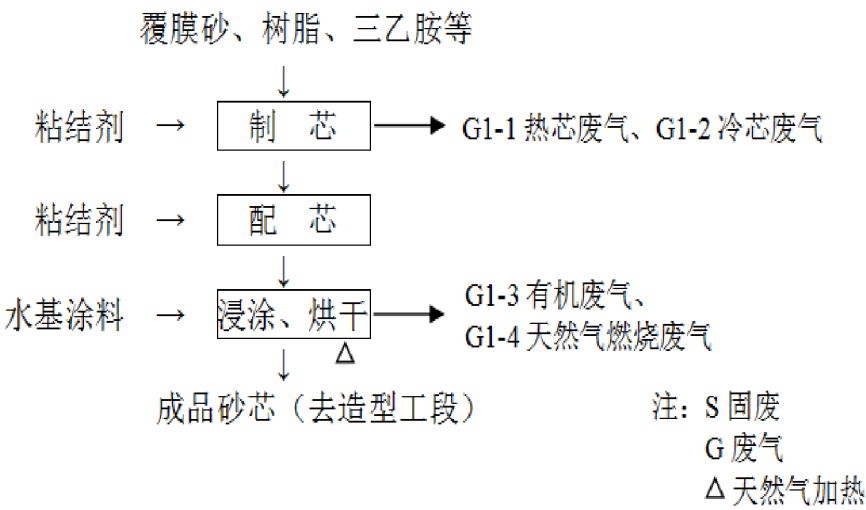 覆膜砂、树脂、三乙胺等
↓
粘结剂 → 制 芯 → G1-1 热芯废气、G1-2 冷芯废气
↓
粘结剂 → 配 芯
↓
水基涂料 → 浸涂、烘干 → G1-3 有机废气、
G1-4 天然气燃烧废气
△
↓
成品砂芯（去造型工段）
注：S 固废
G 废气
△ 天然气加热